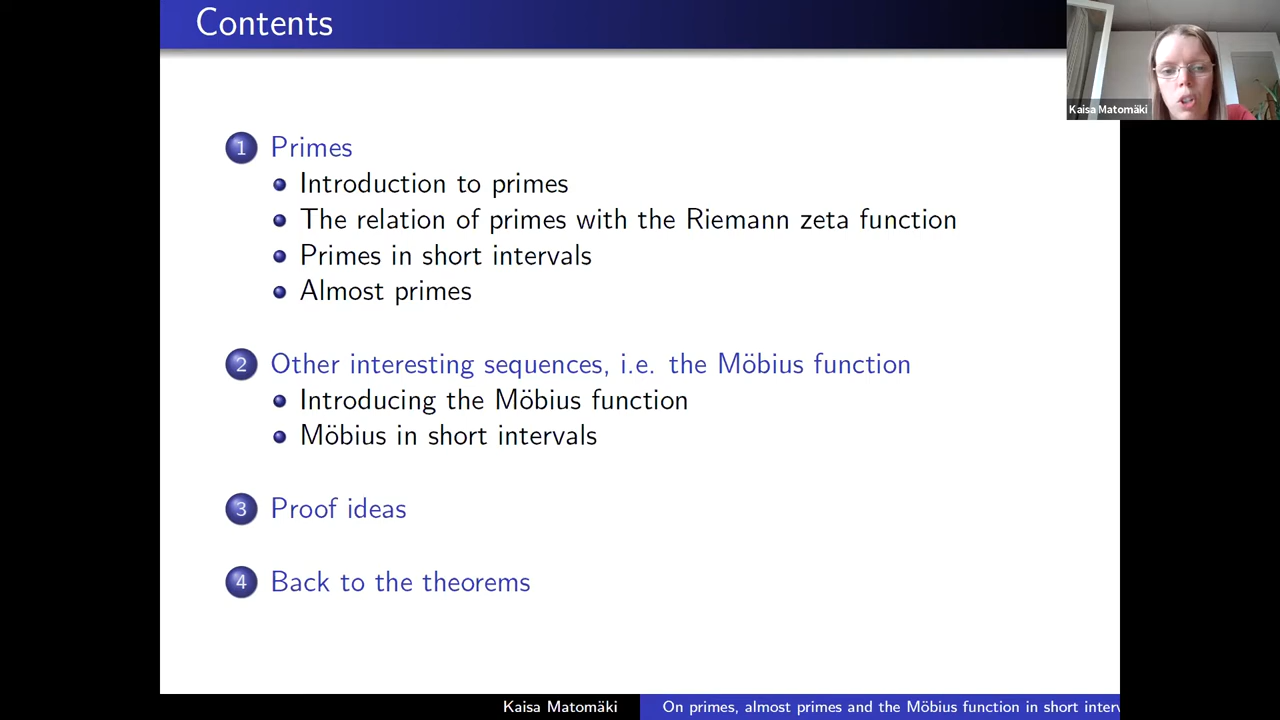 Contents
Kaisa Matomäki
1 Primes
Introduction to primes
The relation of primes with the Riemann zeta function
Primes in short intervals
Almost primes
2 Other interesting sequences, i.e. the Möbius function
Introducing the Möbius function
Möbius in short intervals
3 Proof ideas
4 Back to the theorems
Kaisa Matomäki On primes, almost primes and the Möbius function in short interv